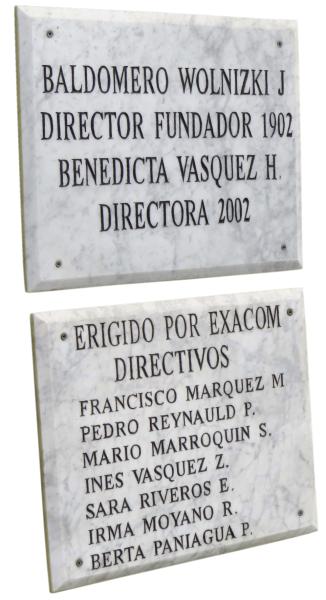 BALDOMERO WOLNIZKI J
DIRECTOR FUNDADOR 1902
BENEDICTA VASQUEZ H.
DIRECTORA 2002
ERIGIDO POR EXACOM
DIRECTIVOS
FRANCISCO MARQUEZ M
PEDRO REYNAULD P.
MARIO MARROQUIN S.
INES VASQUEZ Z.
SARA RIVEROS E.
IRMA MOYANO R.
BERTA PANIAGUA P.